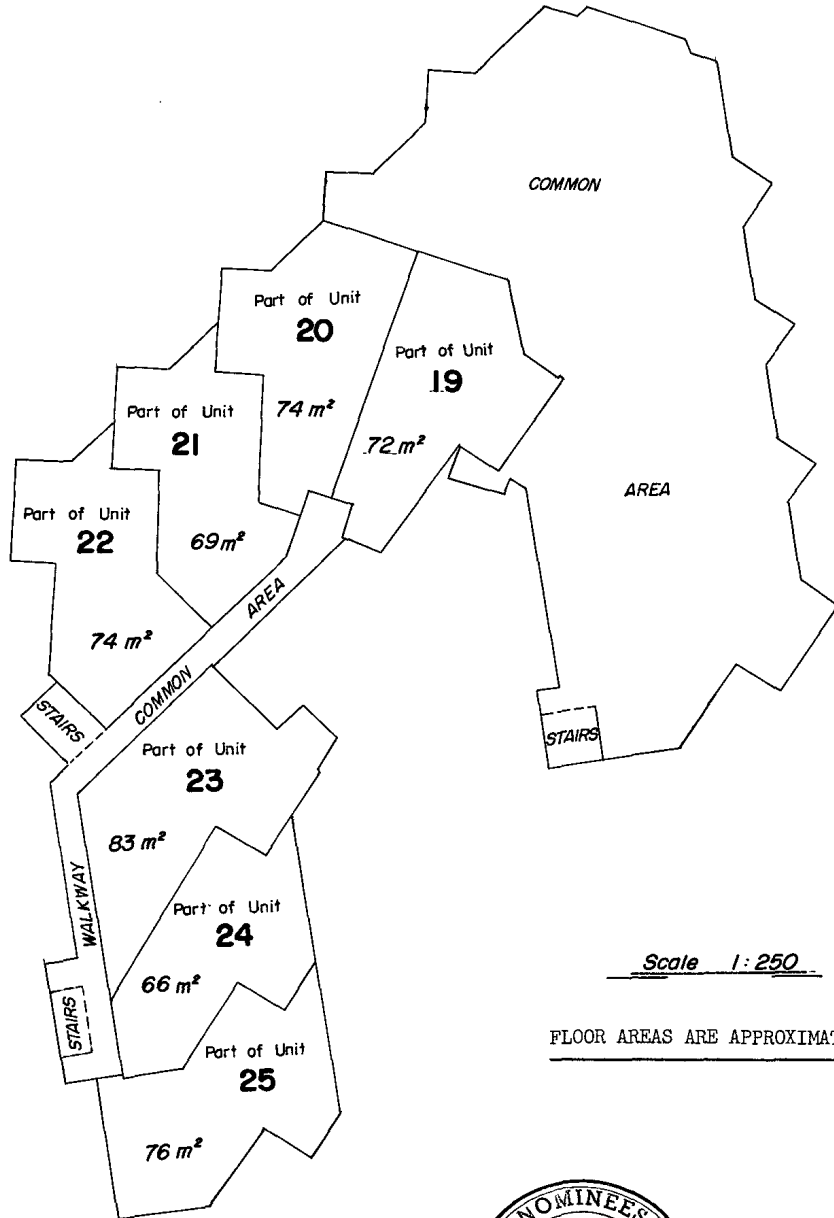 COMMON
Part of Unit
20
74 m²
Part of Unit
19
72 m²
Part of Unit
21
69 m²
AREA
Part of Unit
22
74 m²
AREA
COMMON
STAIRS
STAIRS
Part of Unit
23
83 m²
WALKWAY
Part of Unit
24
66 m²
STAIRS
Scale 1:250
FLOOR AREAS ARE APPROXIMAT
Part of Unit
25
76 m²
NOMINEES